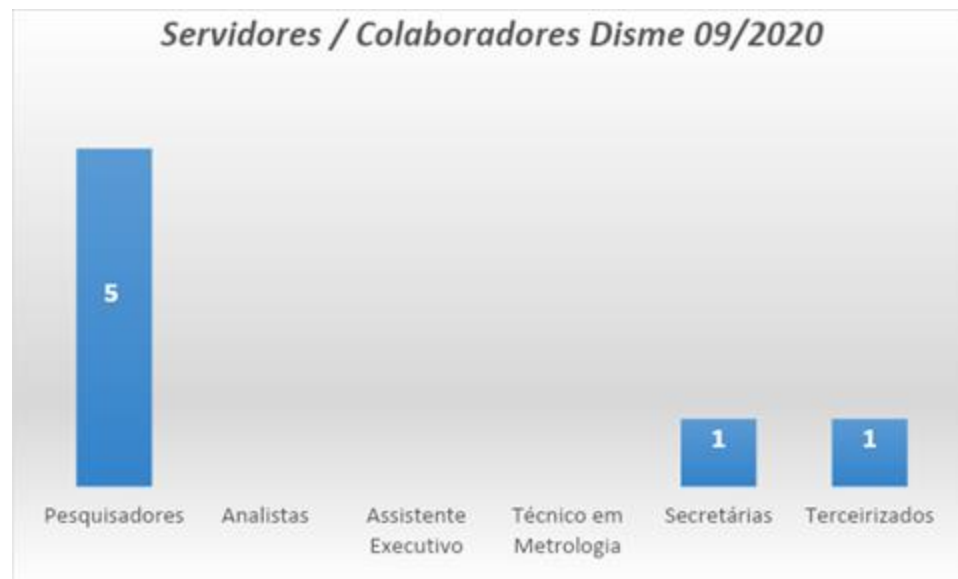 Servidores / Colaboradores Disme 09/2020
5
1
1
Pesquisadores
Analistas
Assistente
Executivo
Técnico em
Metrologia
Secretárias
Terceirizados